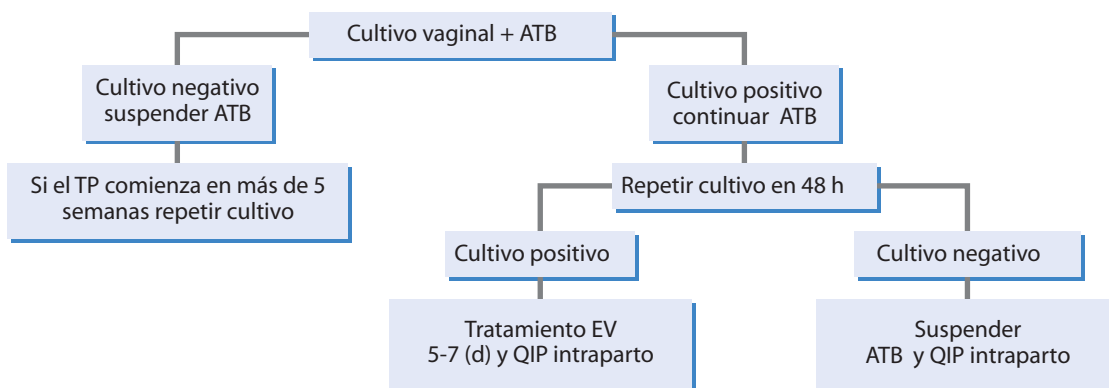 Cultivo vaginal + ATB
Cultivo negativo
suspender ATB
Cultivo positivo
continuar ATB
Si el TP comienza en más de 5
semanas repetir cultivo
Repetir cultivo en 48 h
Cultivo positivo
Cultivo negativo
Tratamiento EV
5-7 (d) y QIP intraparto
Suspender
ATB y QIP intraparto